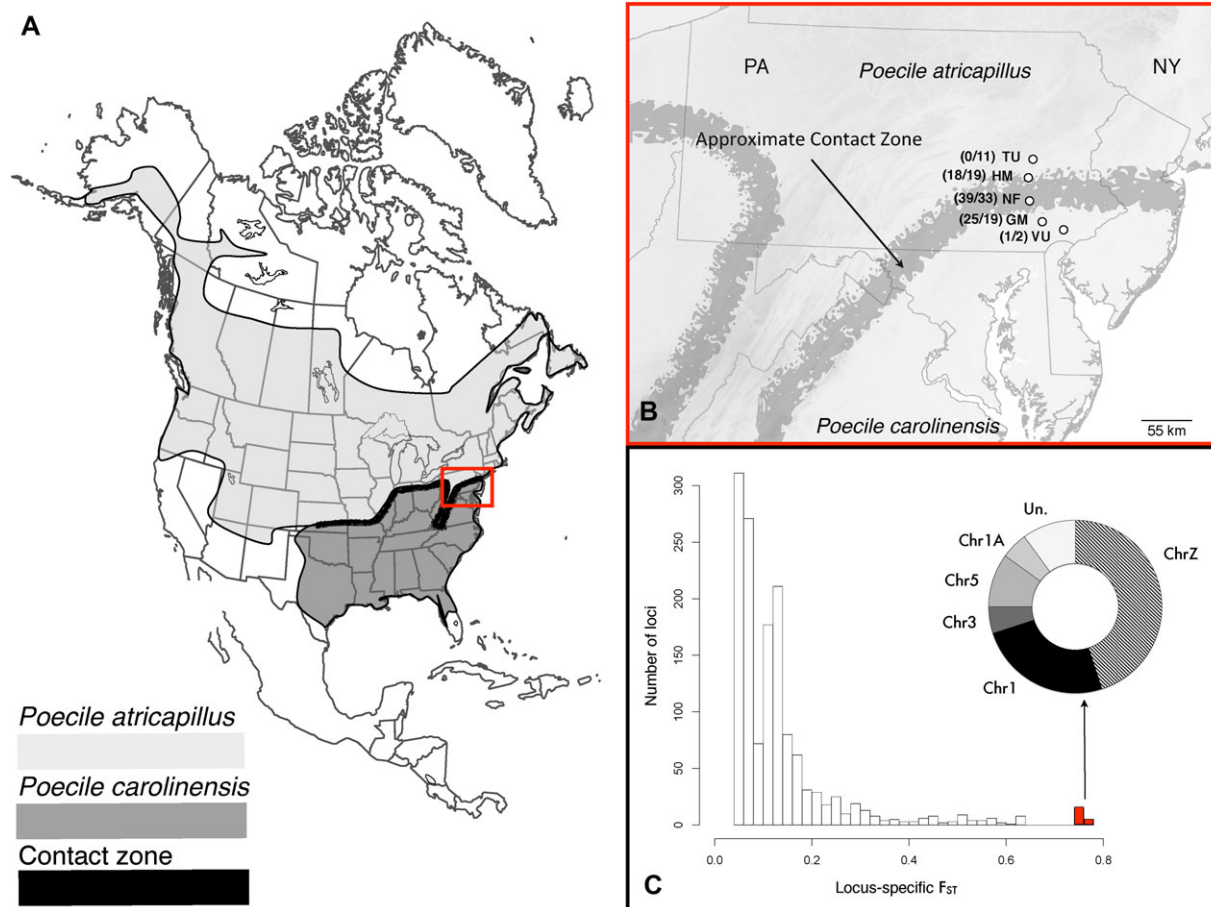 A
Poecile atricapillus
Poecile carolinensis
Contact zone
PA
Poecile atricapillus
NY
Approximate Contact Zone
(0/11) TU
(18/19) HM
(39/33) NF
(25/19) GM
(1/2) VU
B
Poecile carolinensis
55 km
Number of loci
300
250
200
150
100
50
0
0.0
0.2
0.4
0.6
0.8
Locus-specific FST
C
Un.
Chr1A
ChrZ
Chr5
Chr3
Chr1